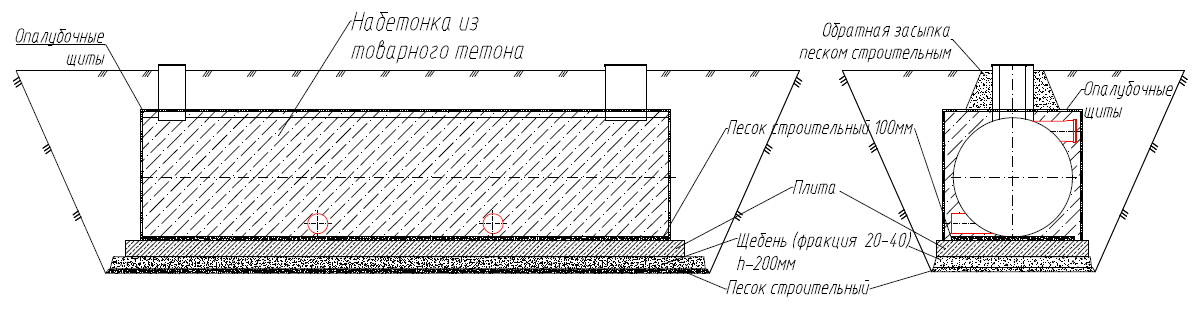 Опалубочные
щиты
Набетонка из
товарного тетона
Обратная засыпка
песком строительным
Опалубочные
щиты
Песок строительный 100мм
Плита
Щебень (фракция 20-40)
h-200мм
Песок строительный